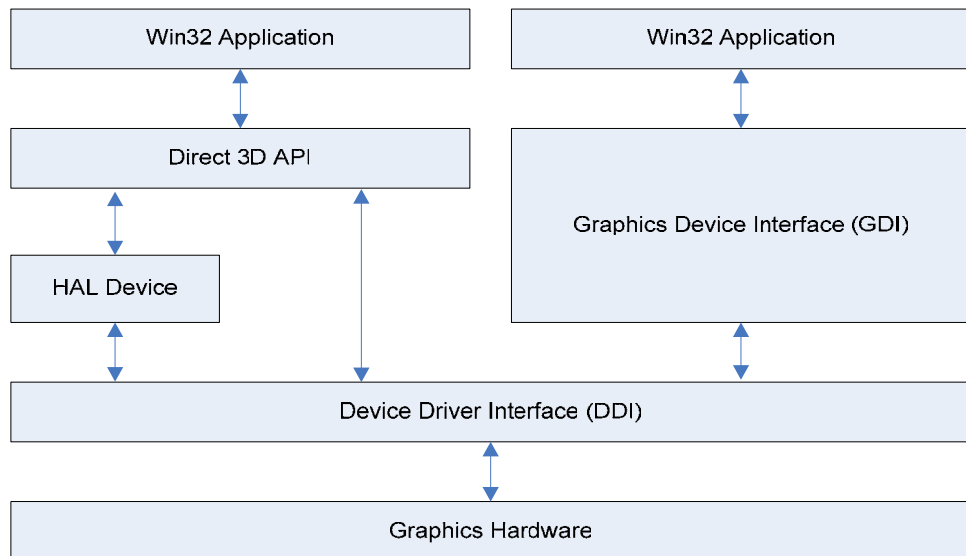 Win32 Application
Win32 Application
Direct 3D API
Graphics Device Interface (GDI)
HAL Device
Device Driver Interface (DDI)
Graphics Hardware